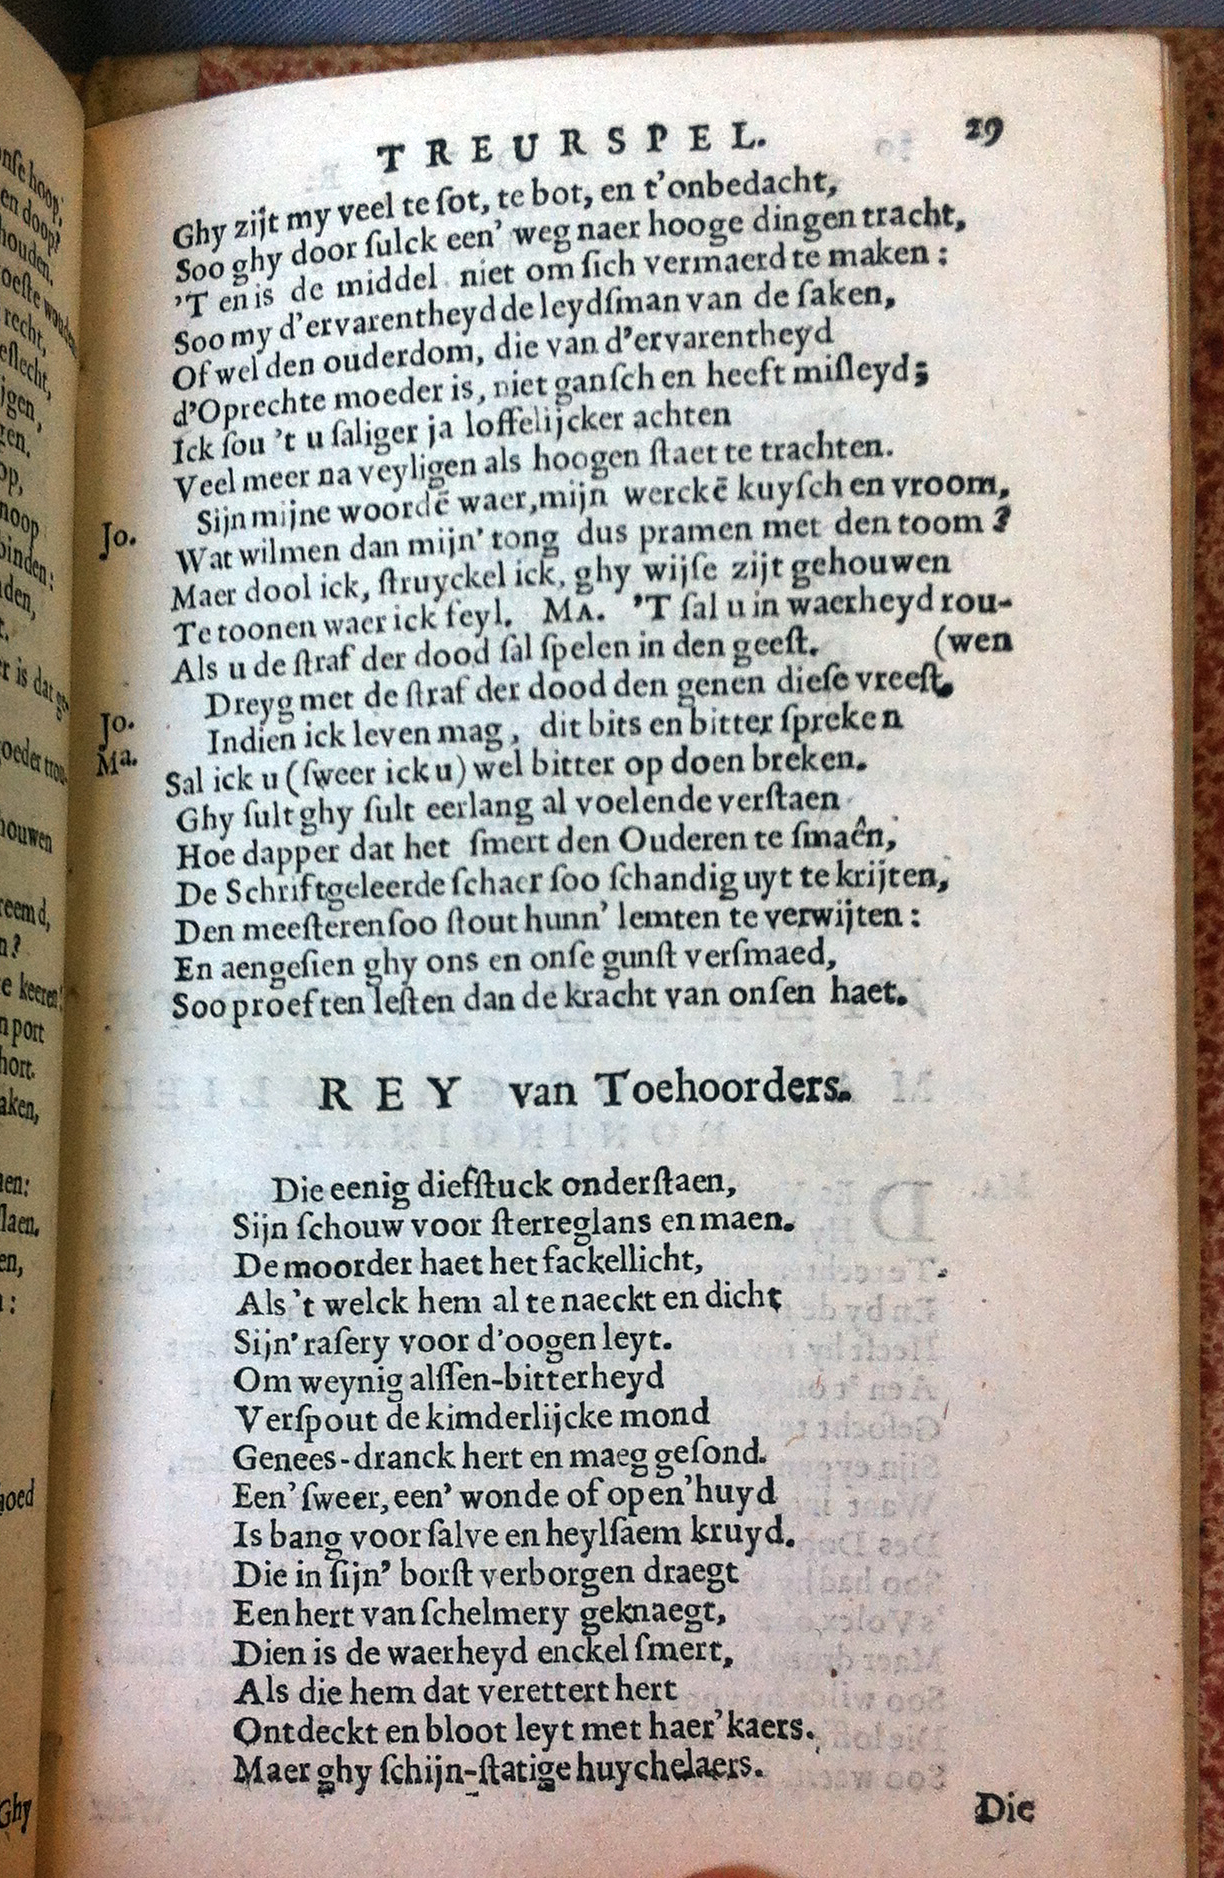 TREURSPEL. 29
Ghy zijt my veel te ſot, te bot, en t'onbedacht,
Soo ghy door ſulck een' weg naer hooge dingen tracht,
'T en is de middel niet om ſich vermaerd te maken:
Soo my d'ervarentheyd de leydſman van de ſaken,
Of wel den ouderdom, die van d'ervarentheyd
d'Oprechte moeder is, niet ganſch en heeft miſleyd;
Ick ſou 't u ſaliger ja loffelijcker achten
Veel meer na veyligen als hoogen ſtaet te trachten.
Jo. Sijn mijne woordē waer, mijn werckē kuyſch en vroom,
Wat wilmen dan mijn' tong dus pramen met den toom?
Maer dool ick, ſtruyckel ick, ghy wijſe zijt gehouwen
Te toonen waer ick feyl. MA. 'T ſal u in waerheyd rou-
Als u de ſtraf der dood ſal ſpelen in den geeſt. (wen
Jo. Dreyg met de ſtraf der dood den genen dieſe vreeſt.
Ma. Indien ick leven mag, dit bits en bitter ſpreken
Sal ick u (ſweer ick u) wel bitter op doen breken.
Ghy ſult ghy ſult eerlang al voelende verſtaen
Hoe dapper dat het ſmert den Ouderen te ſmaên,
De Schriftgeleerde ſchaer ſoo ſchandig uyt te krijten,
Den meeſteren ſoo ſtout hunn' lemten te verwijten:
En aengeſien ghy ons en onſe gunſt verſmaed,
Soo proef ten leſten dan de kracht van onſen haet.
REY van Toehoorders.
Die eenig diefſtuck onderſtaen,
Sijn ſchouw voor ſterreglans en maen.
De moorder haet het fackellicht,
Als 't welck hem al te naeckt en dicht
Sijn' raſery voor d'oogen leyt.
Om weynig alſſen-bitterheyd
Verſpout de kimderlijcke mond
Genees-dranck hert en maeg geſond.
Een' ſweer, een' wonde of open' huyd
Is bang voor ſalve en heylſaem kruyd.
Die in ſijn' borſt verborgen draegt
Een hert van ſchelmery geknaegt,
Dien is de waerheyd enckel ſmert,
Als die hem dat verettert hert
Ontdeckt en bloot leyt met haer' kaers.
Maer ghy ſchijn-ſtatige huychelaers.
Die